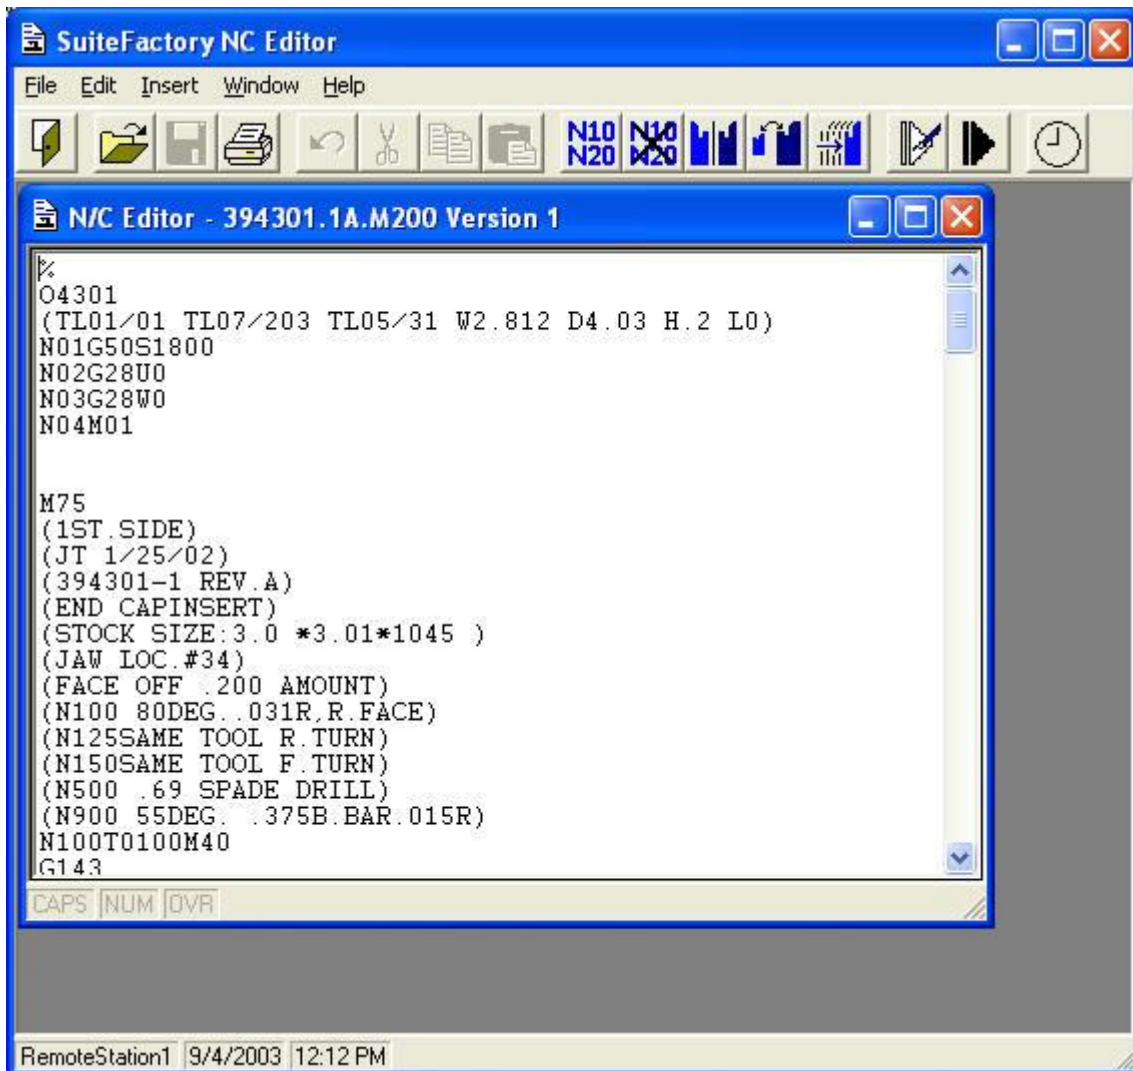 SuiteFactory NC Editor
File Edit Insert Window Help
N10 N10
N20 N20
N/C Editor - 394301.1A.M200 Version 1
%
O4301
(TL01/01 TL07/203 TL05/31 W2.812 D4.03 H.2 L0)
N01G50S1800
N02G28U0
N03G28W0
N04M01
M75
(1ST.SIDE)
(JT 1/25/02)
(394301-1 REV.A)
(END CAPINSERT)
(STOCK SIZE:3.0 *3.01*1045 )
(JAW LOC.#34)
(FACE OFF .200 AMOUNT)
(N100 80DEG..031R,R.FACE)
(N125SAME TOOL R.TURN)
(N150SAME TOOL F.TURN)
(N500 .69 SPADE DRILL)
(N900 55DEG. .375B.BAR.015R)
N100T0100M40
G143
CAPS NUM OVR
RemoteStation1 9/4/2003 12:12 PM